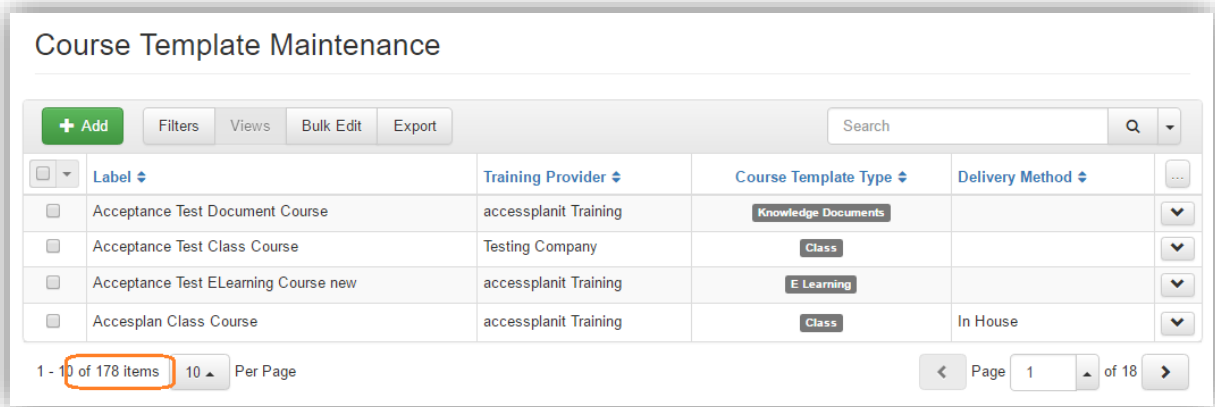 Course Template Maintenance
Add Filters Views Bulk Edit Export Search
Label Training Provider Course Template Type Delivery Method ...
Acceptance Test Document Course accessplanit Training Knowledge Documents
Acceptance Test Class Course Testing Company Class
Acceptance Test ELearning Course new accessplanit Training E Learning
Accesplan Class Course accessplanit Training Class In House
1 - 10 of 178 items 10 Per Page Page 1 of 18